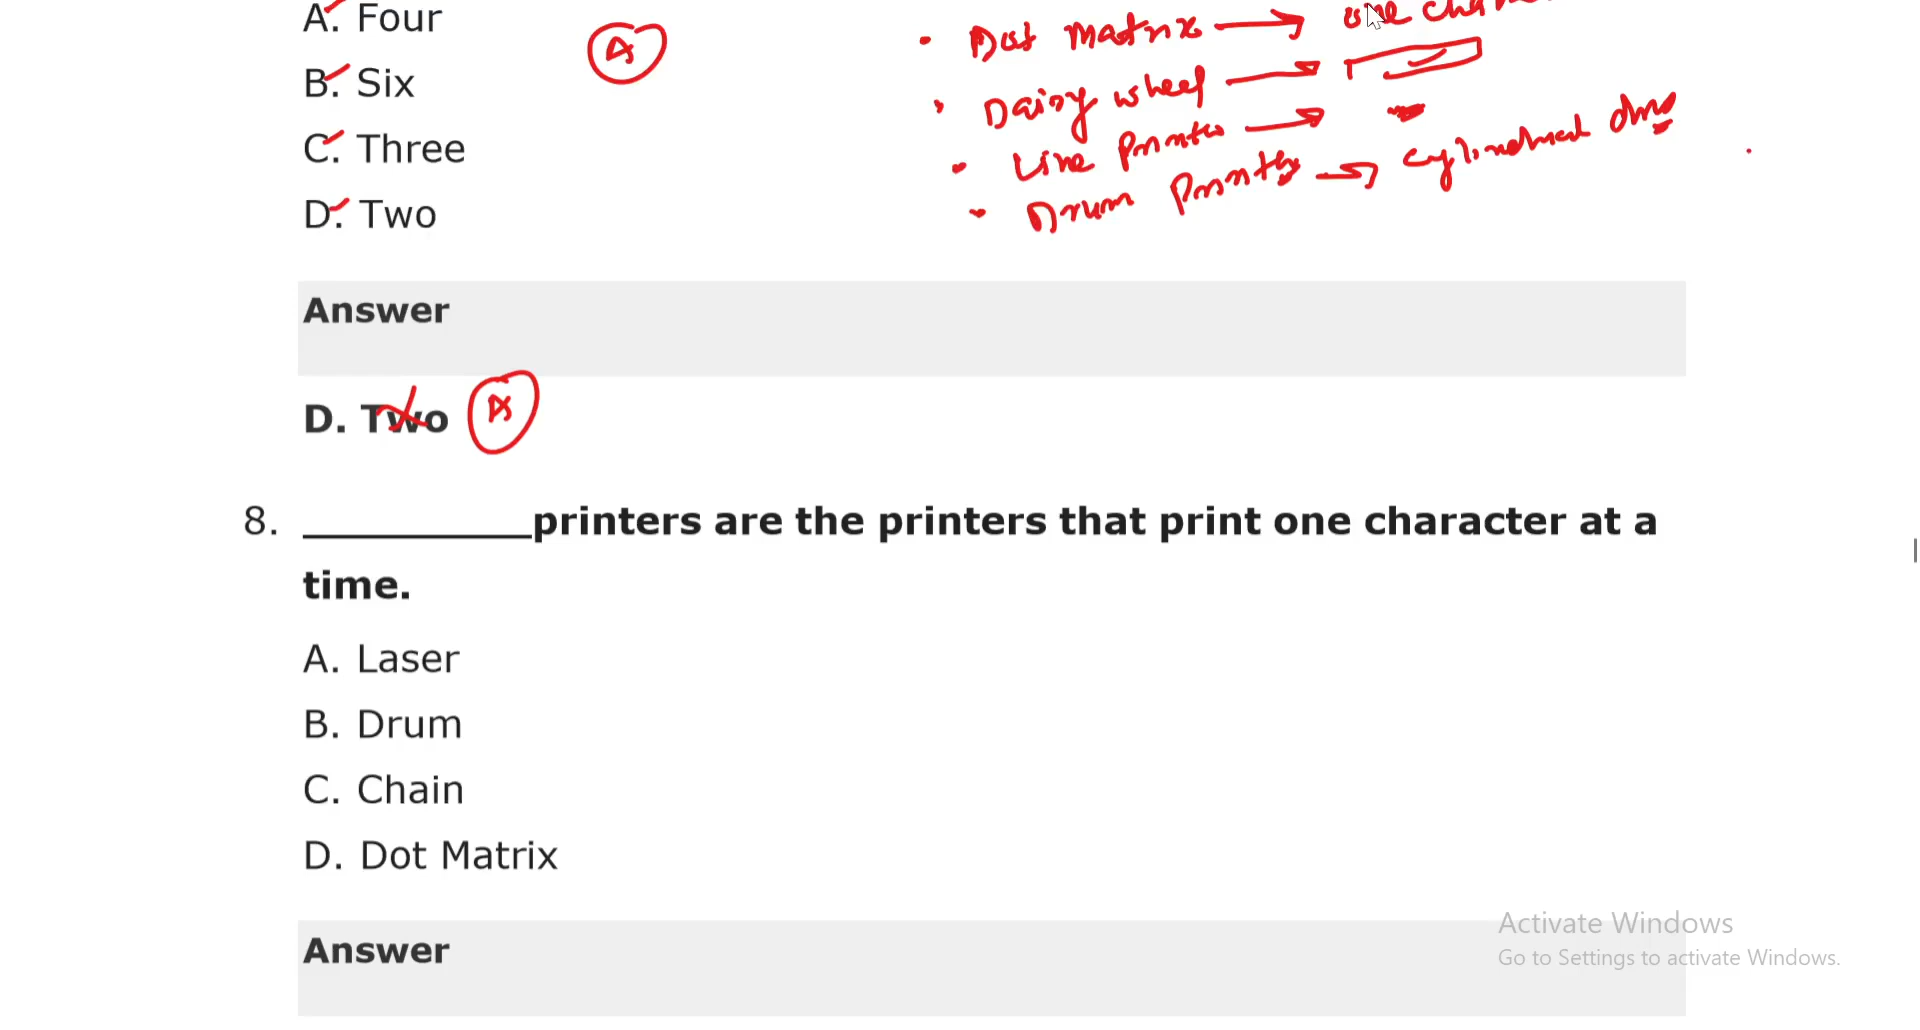 A. Four
B. Six
C. Three
D. Two
A
• Dot Matrix → one
• Daisy wheel →
• Line Printer →
• Drum Printer → cylindrical
Answer
D. Two A
8. __________printers are the printers that print one character at a
time.
A. Laser
B. Drum
C. Chain
D. Dot Matrix
Answer
Activate Windows
Go to Settings to activate Windows.